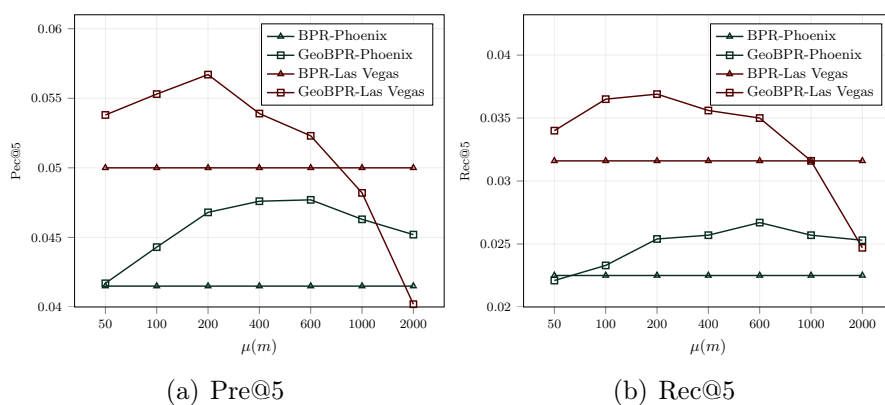 0.06
0.055
0.05
0.045
0.04
Pec@5
BPR-Phoenix
GeoBPR-Phoenix
BPR-Las Vegas
GeoBPR-Las Vegas
50 100 200 400 600 1000 2000
μ(m)
(a) Pre@5
0.04
0.035
0.03
0.025
0.02
Rec@5
BPR-Phoenix
GeoBPR-Phoenix
BPR-Las Vegas
GeoBPR-Las Vegas
50 100 200 400 600 1000 2000
μ(m)
(b) Rec@5